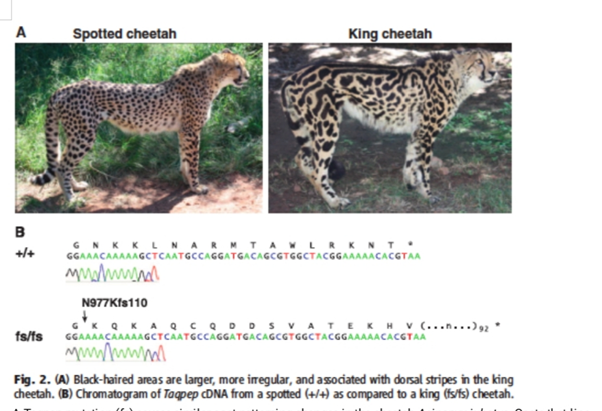 A Spotted cheetah King cheetah
B
G N K K L N A R M T A W L R K N T *
+/+ GGAAACAAAAAGCTCAATGCCAGGATGACAGCGTGGCTACGGAAAAACACGTAA
N977Kfs110
G K Q K A Q C Q D D S V A T E K H V (...n...)92 *
fs/fs GGAAAACAAAAAGCTCAATGCCAGGATGACAGCGTGGCTACGGAAAAACACGTAA
Fig. 2. (A) Black-haired areas are larger, more irregular, and associated with dorsal stripes in the king
cheetah. (B) Chromatogram of Taqpep cDNA from a spotted (+/+) as compared to a king (fs/fs) cheetah.